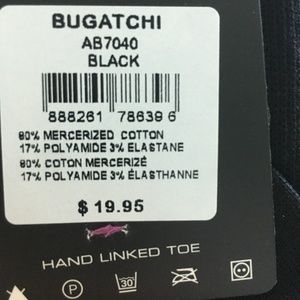 BUGATCHI
AB7040
BLACK
888261 78639 6
80% MERCERIZED COTTON
17% POLYAMIDE 3% ELASTANE
80% COTON MERCERIZÉ
17% POLYAMIDE 3% ÉLASTHANNE
$ 19.95
HAND LINKED TOE
P
30